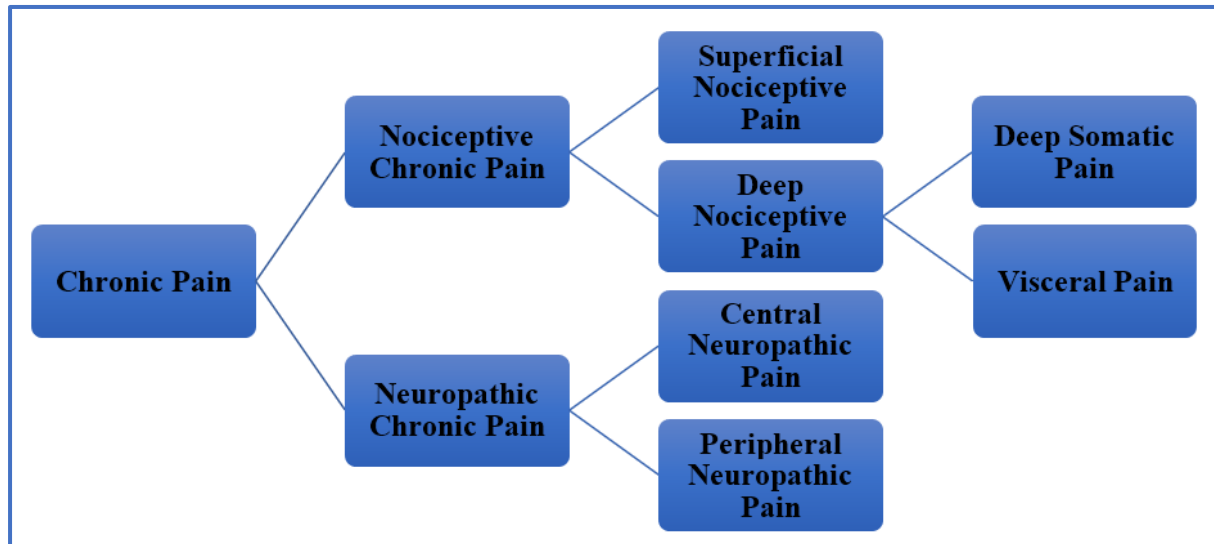 Chronic Pain
Nociceptive
Chronic Pain
Superficial
Nociceptive
Pain
Deep
Nociceptive
Pain
Deep Somatic
Pain
Visceral Pain
Neuropathic
Chronic Pain
Central
Neuropathic
Pain
Peripheral
Neuropathic
Pain